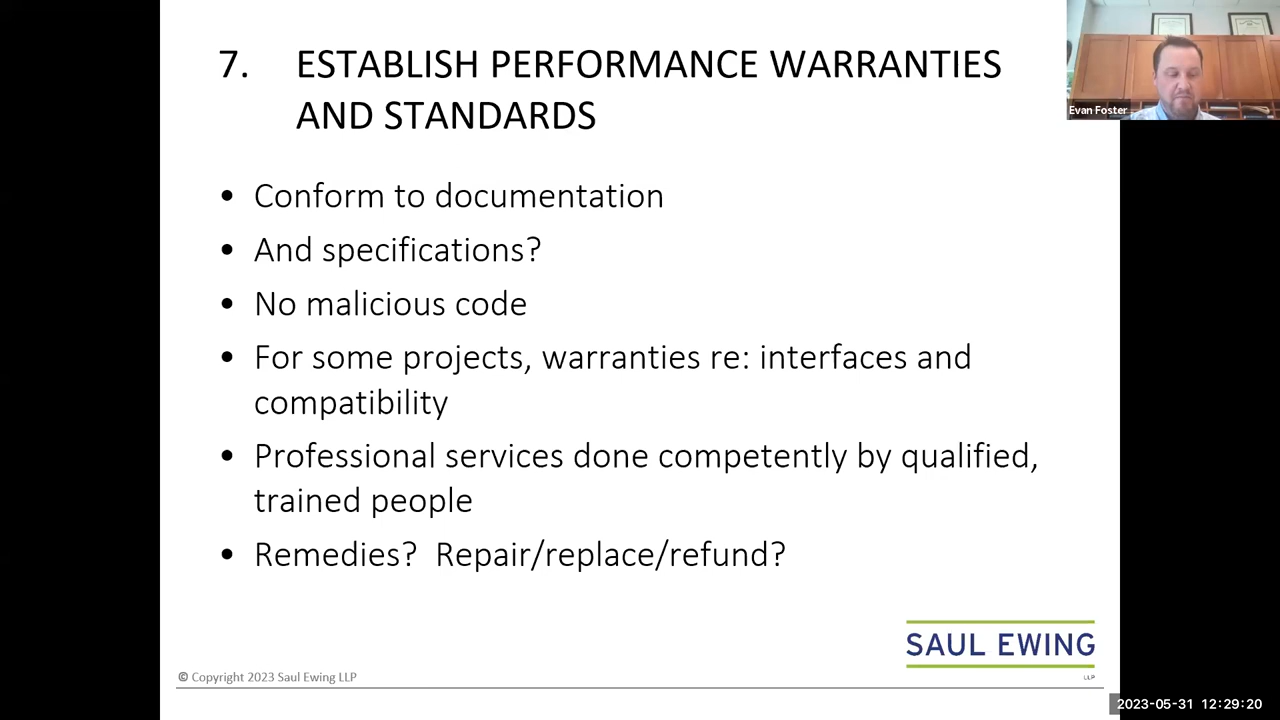 7. ESTABLISH PERFORMANCE WARRANTIES
AND STANDARDS
• Conform to documentation
• And specifications?
• No malicious code
• For some projects, warranties re: interfaces and
compatibility
• Professional services done competently by qualified,
trained people
• Remedies? Repair/replace/refund?
SAUL EWING
LLP
© Copyright 2023 Saul Ewing LLP
Evan Foster
2023-05-31 12:29:20